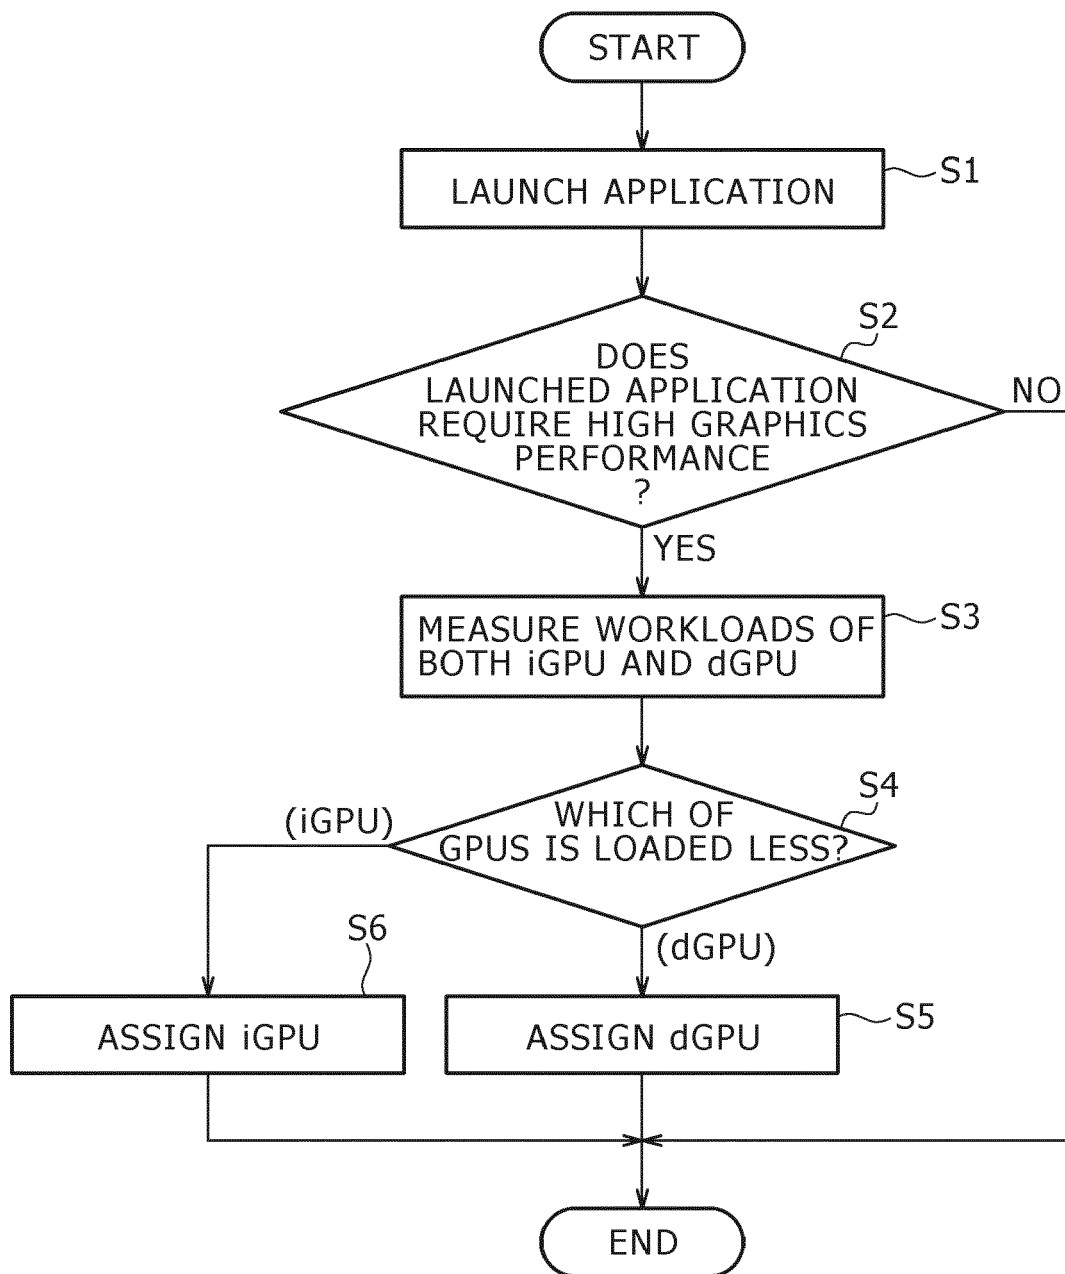 START
LAUNCH APPLICATION
S1
S2
DOES
LAUNCHED APPLICATION
REQUIRE HIGH GRAPHICS
PERFORMANCE
?
NO
YES
S3
MEASURE WORKLOADS OF
BOTH iGPU AND dGPU
S4
WHICH OF
GPUS IS LOADED LESS?
(iGPU)
(dGPU)
S6
ASSIGN iGPU
ASSIGN dGPU
S5
END